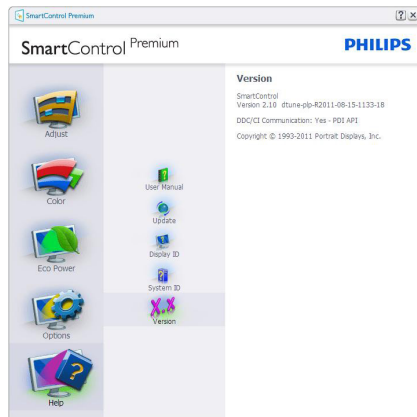 SmartControl Premium
SmartControl Premium
PHILIPS
Adjust
Color
Eco Power
Options
Help
User Manual
Update
Display ID
System ID
X.X
Version
Version
SmartControl
Version 2.10 dtune-plp-R2011-08-15-1133-18
DDC/CI Communication: Yes - PDI API
Copyright © 1993-2011 Portrait Displays, Inc.